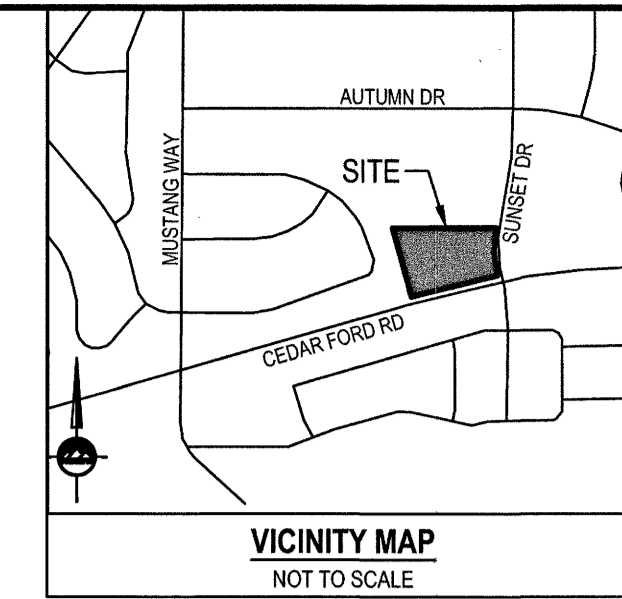 AUTUMN DR
MUSTANG WAY
SITE
SUNSET DR
CEDAR FORD RD
VICINITY MAP
NOT TO SCALE